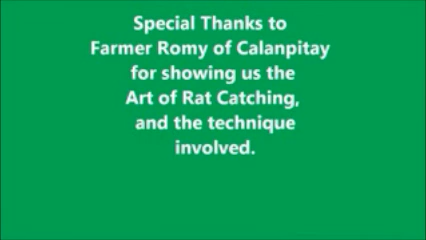 Special Thanks to
Farmer Romy of Calanpitay
for showing us the
Art of Rat Catching,
and the technique
involved.